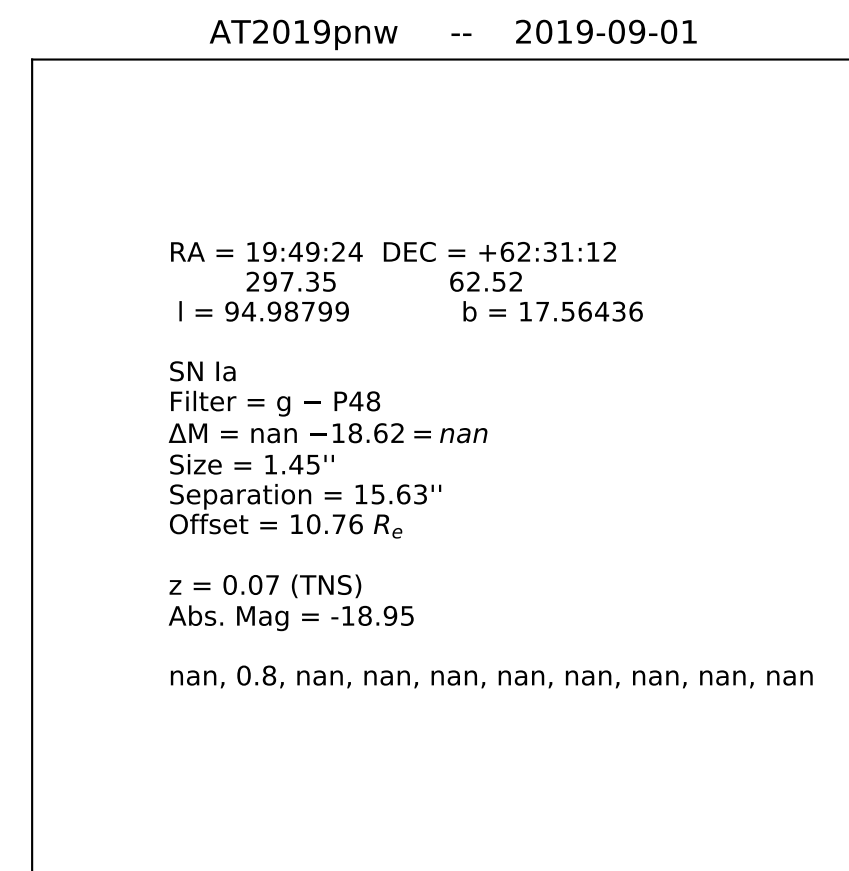 AT2019pnw -- 2019-09-01
RA = 19:49:24 DEC = +62:31:12
297.35 62.52
l = 94.98799 b = 17.56436
SN Ia
Filter = g − P48
ΔM = nan −18.62 = nan
Size = 1.45''
Separation = 15.63''
Offset = 10.76 Re
z = 0.07 (TNS)
Abs. Mag = -18.95
nan, 0.8, nan, nan, nan, nan, nan, nan, nan, nan